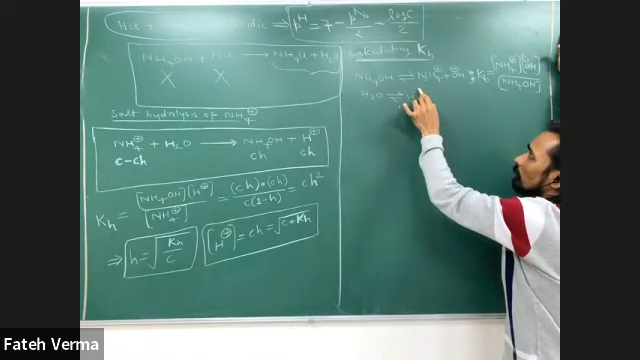 HCl + acidic ⇒ pH = 7 - pKb/2 - logC/2
NH4OH + HCl → NH4Cl + H2O
X X
Salt hydrolysis of NH4⊕
NH4⊕ + H2O → NH4OH + H⊕
c-ch ch ch
Kh = [NH4OH][H⊕]/[NH4⊕] = (ch)*(ch)/c(1-h) = ch²
⇒ h = √Kh/c
[H⊕] = ch = √c*Kh
Calculating Kh
NH4OH ⇌ NH4⊕ + ⊖OH ; Kb = [NH4⊕][⊖OH]/[NH4OH]
H2O ⇌ H
Fateh Verma